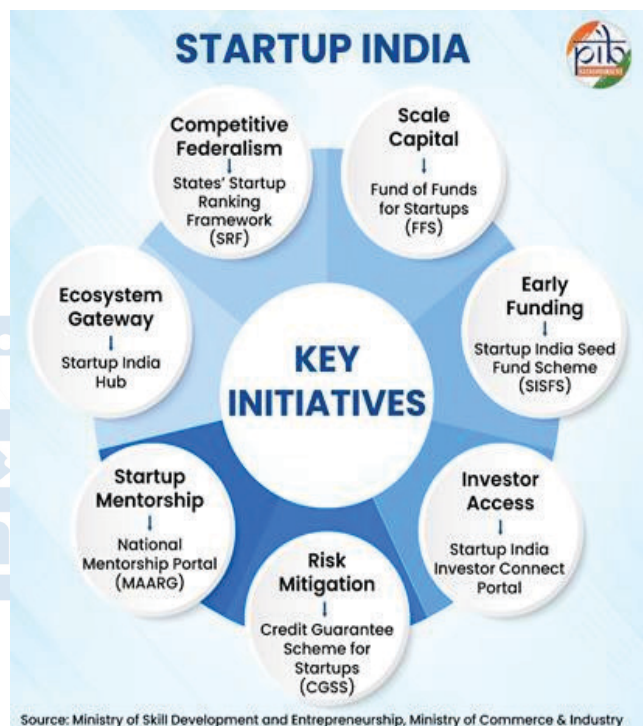 STARTUP INDIA
pib
Competitive
Federalism
States' Startup
Ranking
Framework
(SRF)
Scale
Capital
Fund of Funds
for Startups
(FFS)
Ecosystem
Gateway
Startup India
Hub
Early
Funding
Startup India Seed
Fund Scheme
(SISFS)
KEY
INITIATIVES
Startup
Mentorship
National
Mentorship Portal
(MAARG)
Investor
Access
Startup India
Investor Connect
Portal
Risk
Mitigation
Credit Guarantee
Scheme for
Startups
(CGSS)
Source: Ministry of Skill Development and Entrepreneurship, Ministry of Commerce & Industry